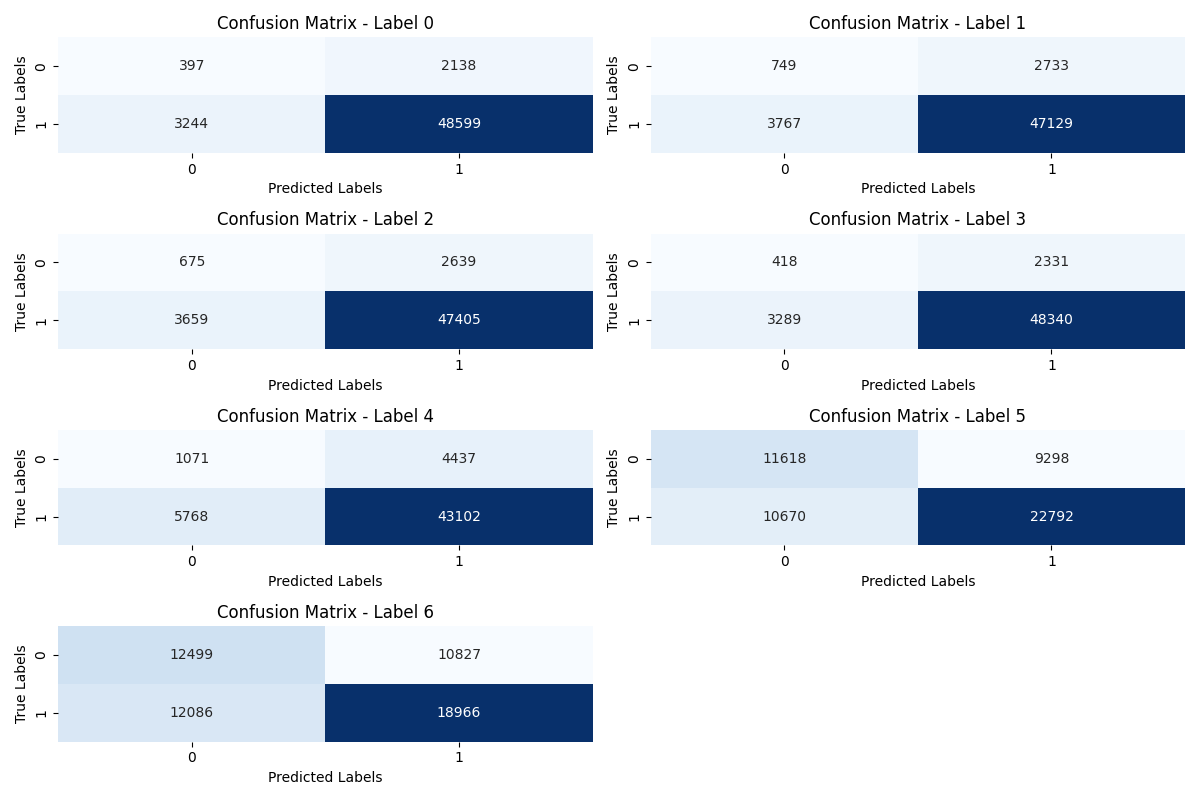 Confusion Matrix - Label 0
True Labels
0
397
2138
1
3244
48599
0
1
Predicted Labels
Confusion Matrix - Label 1
True Labels
0
749
2733
1
3767
47129
0
1
Predicted Labels
Confusion Matrix - Label 2
True Labels
0
675
2639
1
3659
47405
0
1
Predicted Labels
Confusion Matrix - Label 3
True Labels
0
418
2331
1
3289
48340
0
1
Predicted Labels
Confusion Matrix - Label 4
True Labels
0
1071
4437
1
5768
43102
0
1
Predicted Labels
Confusion Matrix - Label 5
True Labels
0
11618
9298
1
10670
22792
0
1
Predicted Labels
Confusion Matrix - Label 6
True Labels
0
12499
10827
1
12086
18966
0
1
Predicted Labels